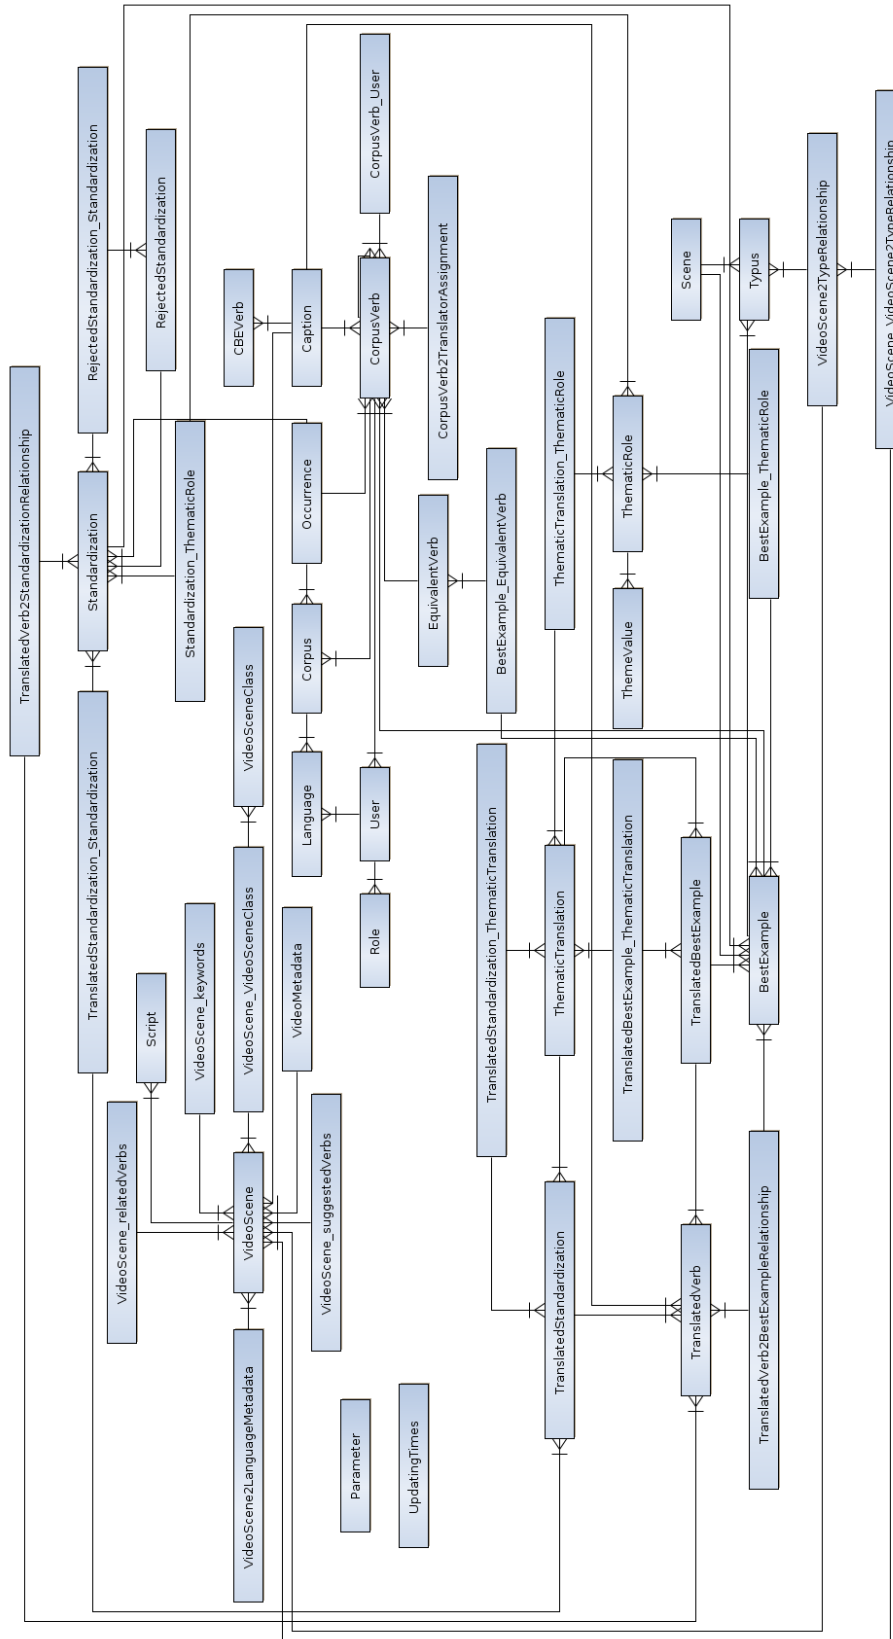 TranslatedVerb2StandardizationRelationship
RejectedStandardization_Standardization
Standardization
TranslatedStandardization_Standardization
RejectedStandardization
Standardization_ThematicRole
Script
VideoScene_relatedVerbs
VideoScene_keywords
CBEVerb
VideoSceneClass
VideoScene_VideoSceneClass
VideoScene
VideoScene2LanguageMetadata
Caption
Occurrence
Corpus
Language
VideoMetadata
VideoScene_suggestedVerbs
CorpusVerb_User
CorpusVerb
User
Role
Parameter
CorpusVerb2TranslatorAssignment
EquivalentVerb
UpdatingTimes
BestExample_EquivalentVerb
TranslatedStandardization_ThematicTranslation
ThematicTranslation_ThematicRole
ThematicTranslation
TranslatedStandardization
ThematicRole
ThemeValue
TranslatedBestExample_ThematicTranslation
Scene
TranslatedBestExample
TranslatedVerb
Typus
BestExample_ThematicRole
BestExample
TranslatedVerb2BestExampleRelationship
VideoScene2TypeRelationship
VideoScene_VideoScene2TypeRelationship